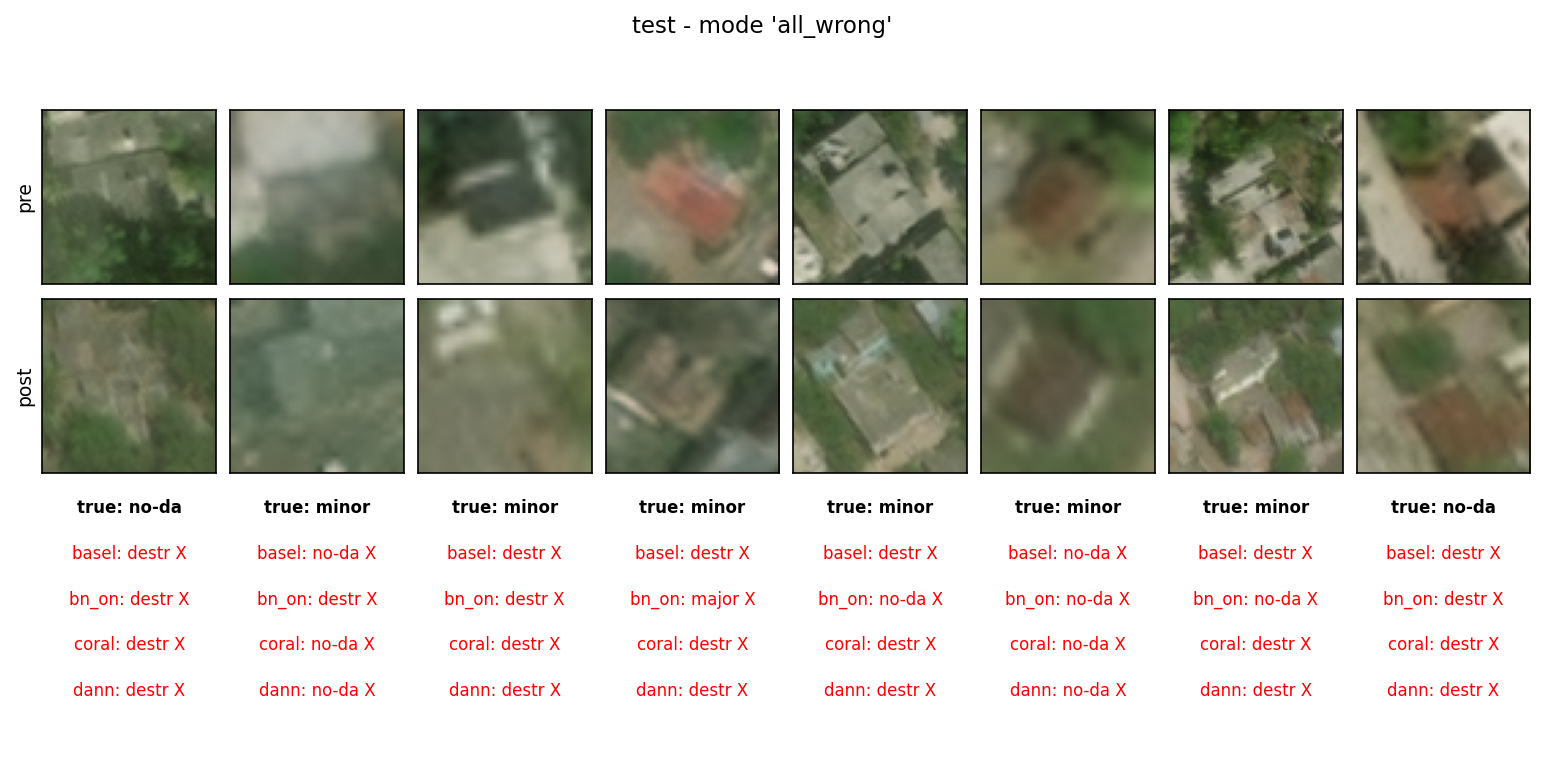 test - mode 'all_wrong'
pre
post
true: no-da true: minor true: minor true: minor true: minor true: minor true: minor true: no-da
basel: destr X basel: no-da X basel: destr X basel: destr X basel: destr X basel: no-da X basel: destr X basel: destr X
bn_on: destr X bn_on: destr X bn_on: destr X bn_on: major X bn_on: no-da X bn_on: no-da X bn_on: no-da X bn_on: destr X
coral: destr X coral: no-da X coral: destr X coral: destr X coral: destr X coral: no-da X coral: destr X coral: destr X
dann: destr X dann: no-da X dann: destr X dann: destr X dann: destr X dann: no-da X dann: destr X dann: destr X